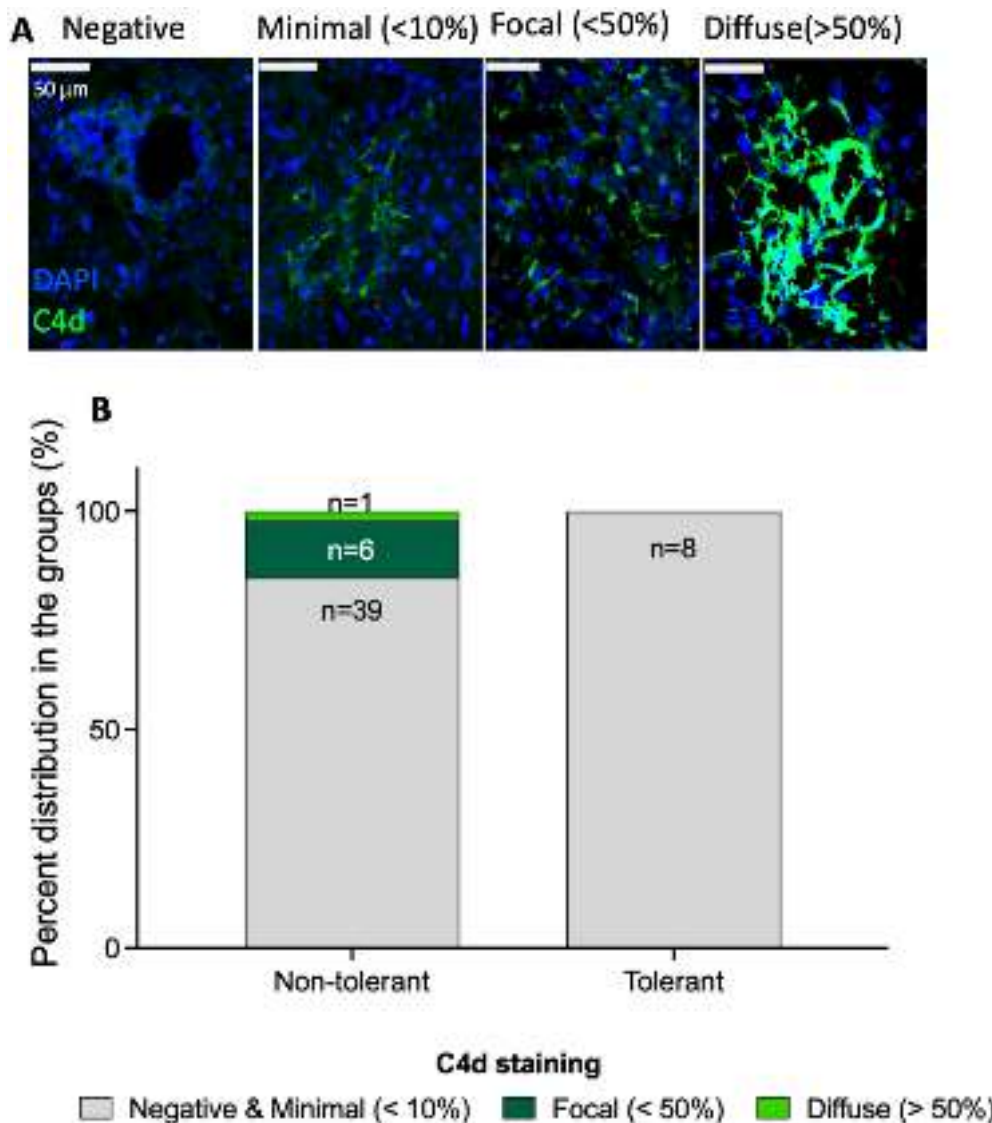 A Negative Minimal (<10%) Focal (<50%) Diffuse(>50%)
50 µm
DAPI
C4d
B
Percent distribution in the groups (%)
100
50
0
n=1
n=6
n=39
n=8
Non-tolerant Tolerant
C4d staining
Negative & Minimal (< 10%) Focal (< 50%) Diffuse (> 50%)